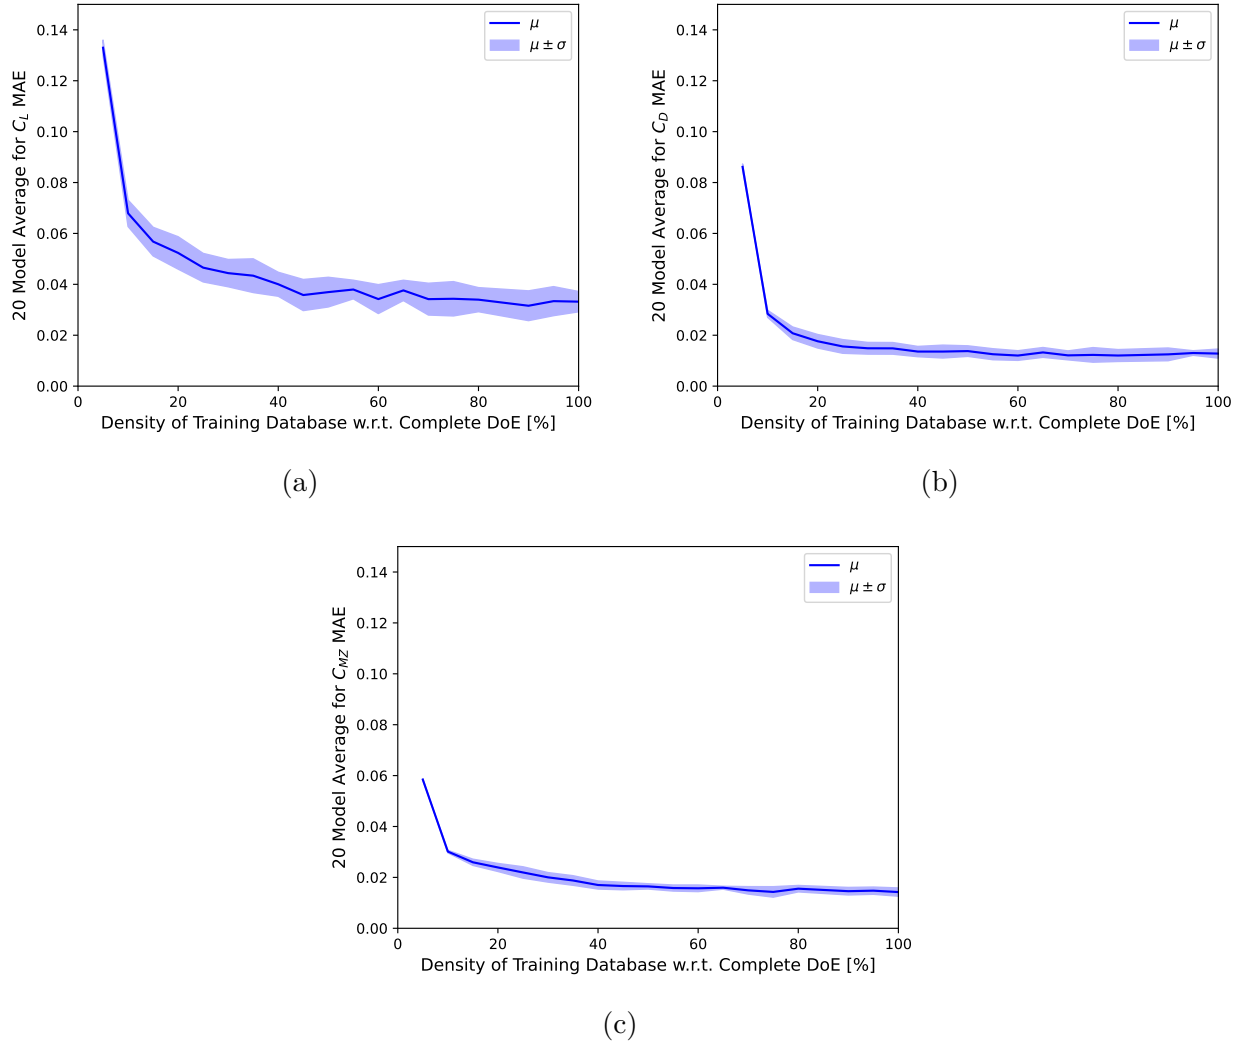 20 Model Average for C_L MAE
0.14
0.12
0.10
0.08
0.06
0.04
0.02
0.00
μ
μ ± σ
0 20 40 60 80 100
Density of Training Database w.r.t. Complete DoE [%]
(a)
20 Model Average for C_D MAE
0.14
0.12
0.10
0.08
0.06
0.04
0.02
0.00
μ
μ ± σ
0 20 40 60 80 100
Density of Training Database w.r.t. Complete DoE [%]
(b)
20 Model Average for C_MZ MAE
0.14
0.12
0.10
0.08
0.06
0.04
0.02
0.00
μ
μ ± σ
0 20 40 60 80 100
Density of Training Database w.r.t. Complete DoE [%]
(c)